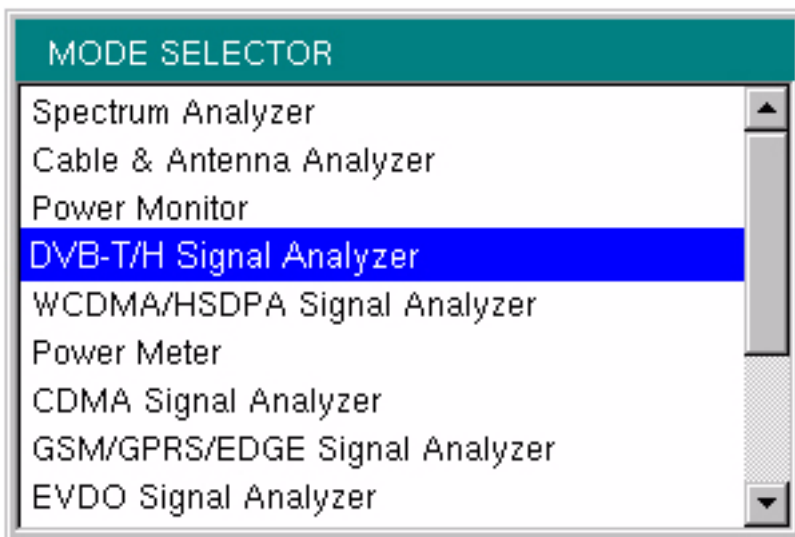 MODE SELECTOR
Spectrum Analyzer
Cable & Antenna Analyzer
Power Monitor
DVB-T/H Signal Analyzer
WCDMA/HSDPA Signal Analyzer
Power Meter
CDMA Signal Analyzer
GSM/GPRS/EDGE Signal Analyzer
EVDO Signal Analyzer